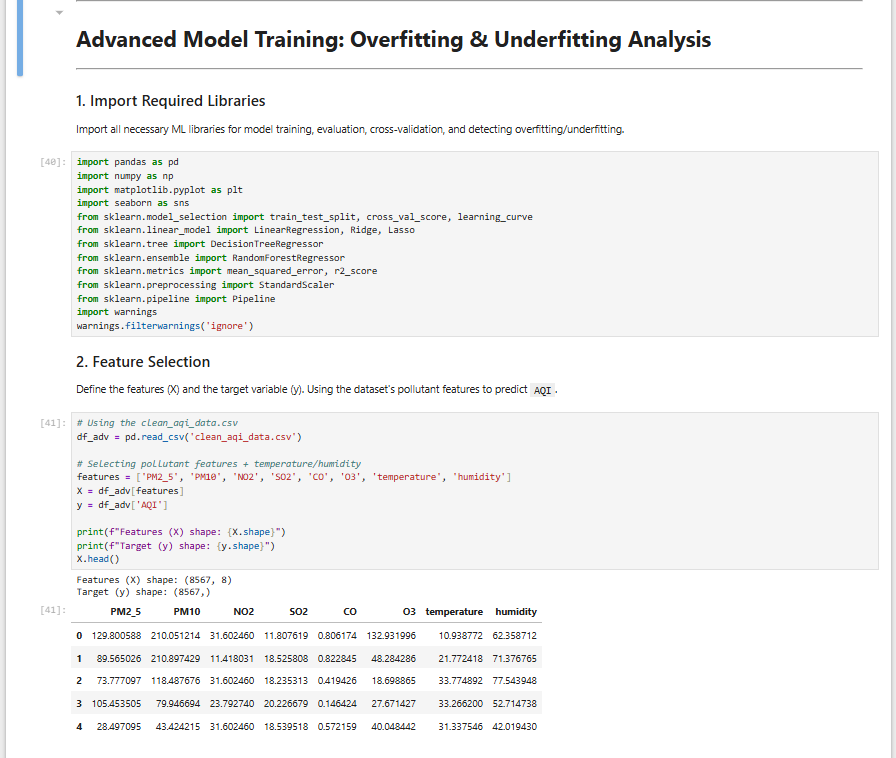 Advanced Model Training: Overfitting & Underfitting Analysis
1. Import Required Libraries
Import all necessary ML libraries for model training, evaluation, cross-validation, and detecting overfitting/underfitting.
[40]:
import pandas as pd
import numpy as np
import matplotlib.pyplot as plt
import seaborn as sns
from sklearn.model_selection import train_test_split, cross_val_score, learning_curve
from sklearn.linear_model import LinearRegression, Ridge, Lasso
from sklearn.tree import DecisionTreeRegressor
from sklearn.ensemble import RandomForestRegressor
from sklearn.metrics import mean_squared_error, r2_score
from sklearn.preprocessing import StandardScaler
from sklearn.pipeline import Pipeline
import warnings
warnings.filterwarnings('ignore')
2. Feature Selection
Define the features (X) and the target variable (y). Using the dataset's pollutant features to predict AQI.
[41]:
# Using the clean_aqi_data.csv
df_adv = pd.read_csv('clean_aqi_data.csv')
# Selecting pollutant features + temperature/humidity
features = ['PM2_5', 'PM10', 'NO2', 'SO2', 'CO', 'O3', 'temperature', 'humidity']
X = df_adv[features]
y = df_adv['AQI']
print(f"Features (X) shape: {X.shape}")
print(f"Target (y) shape: {y.shape}")
X.head()
Features (X) shape: (8567, 8)
Target (y) shape: (8567,)
[41]:
PM2_5 PM10 NO2 SO2 CO O3 temperature humidity
0 129.800588 210.051214 31.602460 11.807619 0.806174 132.931996 10.938772 62.358712
1 89.565026 210.897429 11.418031 18.525808 0.822845 48.284286 21.772418 71.376765
2 73.777097 118.487676 31.602460 18.235313 0.419426 18.698865 33.774892 77.543948
3 105.453505 79.946694 23.792740 20.226679 0.146424 27.671427 33.266200 52.714738
4 28.497095 43.424215 31.602460 18.539518 0.572159 40.048442 31.337546 42.019430